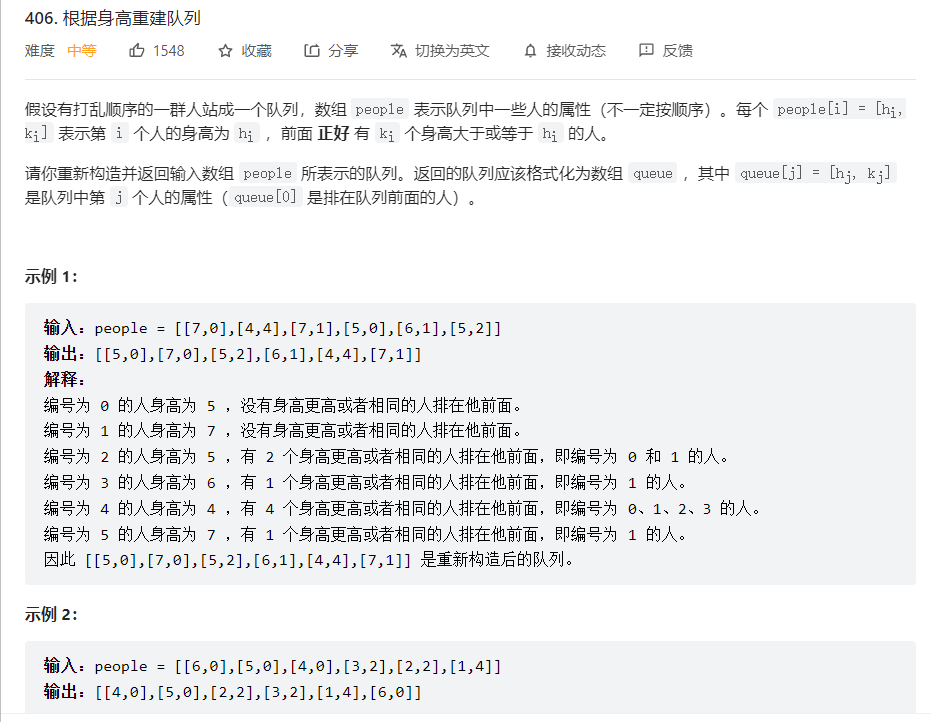 406. 根据身高重建队列
难度 中等 1548 收藏 分享 切换为英文 接收动态 反馈
假设有打乱顺序的一群人站成一个队列，数组 people 表示队列中一些人的属性（不一定按顺序）。每个 people[i] = [hi,
ki] 表示第 i 个人的身高为 hi ，前面 正好 有 ki 个身高大于或等于 hi 的人。
请你重新构造并返回输入数组 people 所表示的队列。返回的队列应该格式化为数组 queue ，其中 queue[j] = [hj, kj]
是队列中第 j 个人的属性（queue[0] 是排在队列前面的人）。
示例 1：
输入：people = [[7,0],[4,4],[7,1],[5,0],[6,1],[5,2]]
输出：[[5,0],[7,0],[5,2],[6,1],[4,4],[7,1]]
解释：
编号为 0 的人身高为 5 ，没有身高更高或者相同的人排在他前面。
编号为 1 的人身高为 7 ，没有身高更高或者相同的人排在他前面。
编号为 2 的人身高为 5 ，有 2 个身高更高或者相同的人排在他前面，即编号为 0 和 1 的人。
编号为 3 的人身高为 6 ，有 1 个身高更高或者相同的人排在他前面，即编号为 1 的人。
编号为 4 的人身高为 4 ，有 4 个身高更高或者相同的人排在他前面，即编号为 0、1、2、3 的人。
编号为 5 的人身高为 7 ，有 1 个身高更高或者相同的人排在他前面，即编号为 1 的人。
因此 [[5,0],[7,0],[5,2],[6,1],[4,4],[7,1]] 是重新构造后的队列。
示例 2：
输入：people = [[6,0],[5,0],[4,0],[3,2],[2,2],[1,4]]
输出：[[4,0],[5,0],[2,2],[3,2],[1,4],[6,0]]